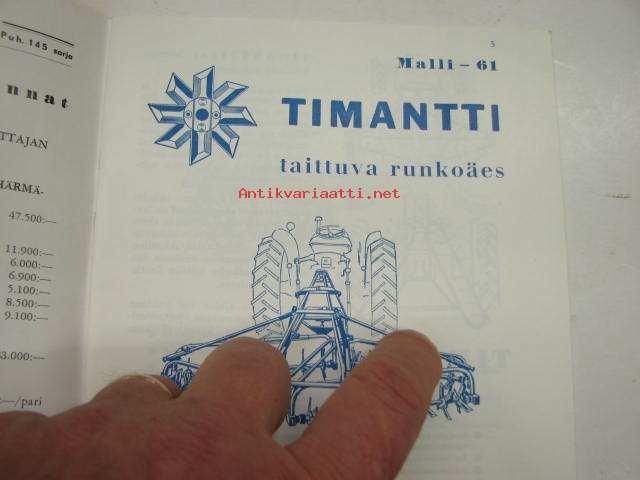 Puh. 145 sarja
nnat
TTAJAN
HÄRMÄ-
47.500:—
11.900:—
6.000:—
6.900:—
5.100:—
8.500:—
9.100:—
3.000:—
:—/pari
3
Malli – 61
TIMANTTI
taittuva runkoäes
Antikvariaatti.net